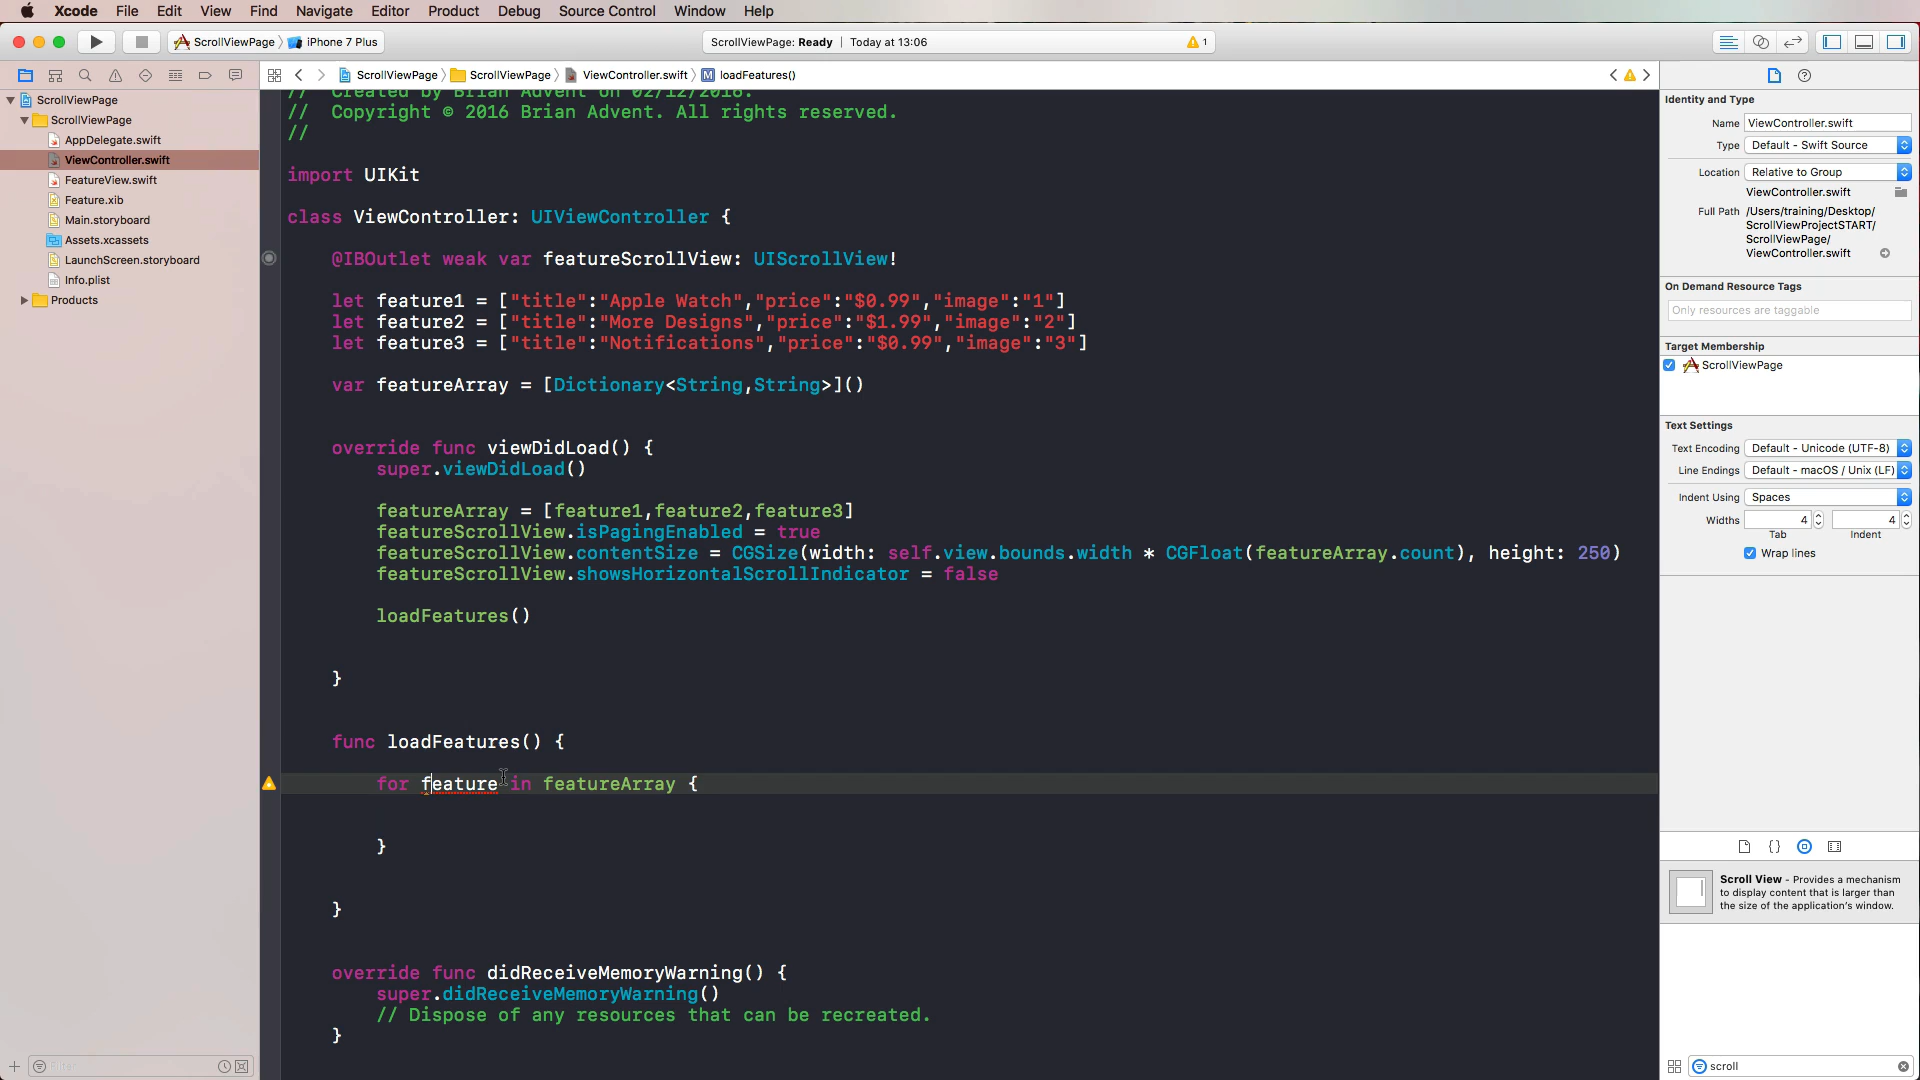 Xcode File Edit View Find Navigate Editor Product Debug Source Control Window Help
ScrollViewPage iPhone 7 Plus
ScrollViewPage: Ready | Today at 13:06
1
ScrollViewPage ScrollViewPage ViewController.swift M loadFeatures()
ScrollViewPage
ScrollViewPage
AppDelegate.swift
ViewController.swift
FeatureView.swift
Feature.xib
Main.storyboard
Assets.xcassets
LaunchScreen.storyboard
Info.plist
Products
Filter
// Created by Brian Advent on 02/12/2016.
// Copyright © 2016 Brian Advent. All rights reserved.
//
import UIKit
class ViewController: UIViewController {
@IBOutlet weak var featureScrollView: UIScrollView!
let feature1 = ["title":"Apple Watch","price":"$0.99","image":"1"]
let feature2 = ["title":"More Designs","price":"$1.99","image":"2"]
let feature3 = ["title":"Notifications","price":"$0.99","image":"3"]
var featureArray = [Dictionary<String,String>]()
override func viewDidLoad() {
super.viewDidLoad()
featureArray = [feature1,feature2,feature3]
featureScrollView.isPagingEnabled = true
featureScrollView.contentSize = CGSize(width: self.view.bounds.width * CGFloat(featureArray.count), height: 250)
featureScrollView.showsHorizontalScrollIndicator = false
loadFeatures()
}
func loadFeatures() {
for feature in featureArray {
}
}
override func didReceiveMemoryWarning() {
super.didReceiveMemoryWarning()
// Dispose of any resources that can be recreated.
}
Identity and Type
Name ViewController.swift
Type Default - Swift Source
Location Relative to Group
ViewController.swift
Full Path /Users/training/Desktop/
ScrollViewProjectSTART/
ScrollViewPage/
ViewController.swift
On Demand Resource Tags
Only resources are taggable
Target Membership
ScrollViewPage
Text Settings
Text Encoding Default - Unicode (UTF-8)
Line Endings Default - macOS / Unix (LF)
Indent Using Spaces
Widths 4 4
Tab Indent
Wrap lines
Scroll View - Provides a mechanism
to display content that is larger than
the size of the application's window.
scroll